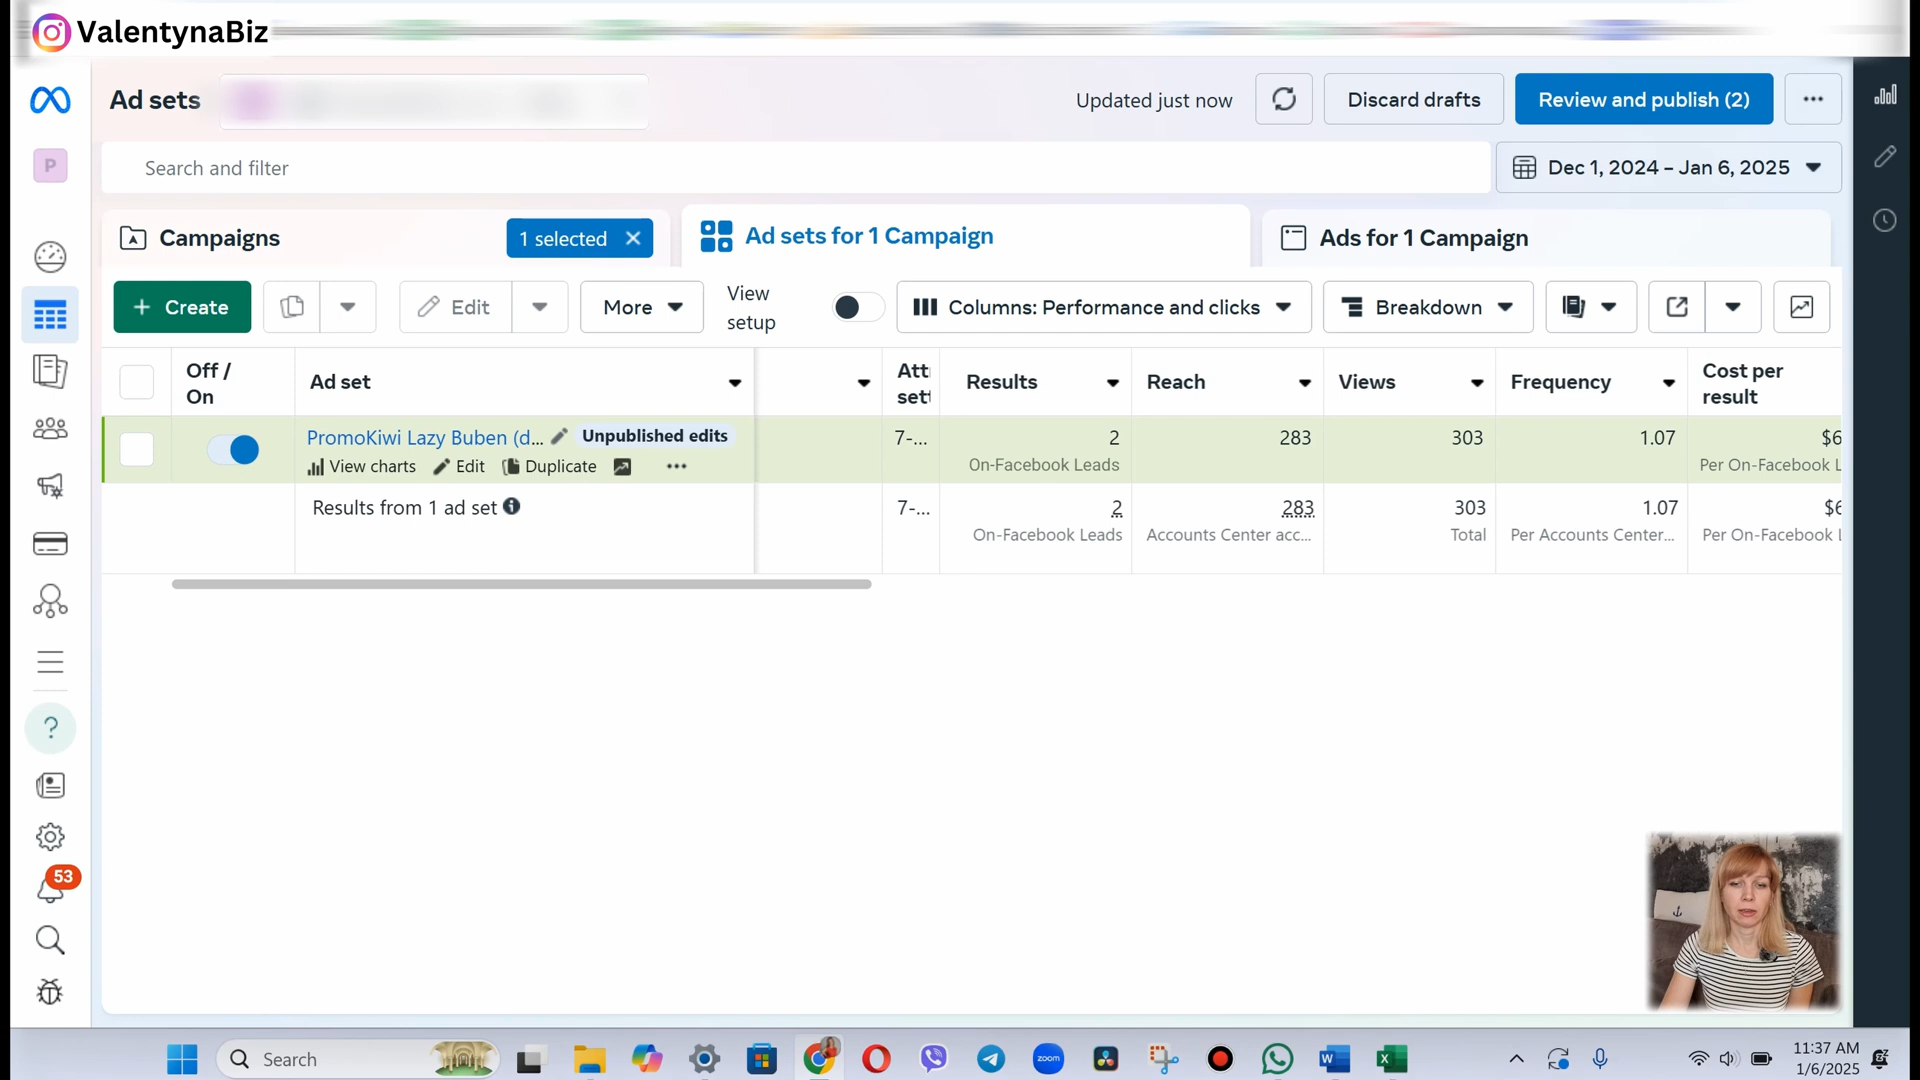 ValentynaBiz
Ad sets
Updated just now
Discard drafts
Review and publish (2)
P
Search and filter
Dec 1, 2024 – Jan 6, 2025
Campaigns
1 selected
Ad sets for 1 Campaign
Ads for 1 Campaign
+ Create
Edit
More
View setup
Columns: Performance and clicks
Breakdown
Off / On
Ad set
Att
set
Results
Reach
Views
Frequency
Cost per result
PromoKiwi Lazy Buben (d...
Unpublished edits
7-...
2
283
303
1.07
$6
View charts
Edit
Duplicate
On-Facebook Leads
Per On-Facebook L
Results from 1 ad set
7-...
2
283
303
1.07
$6
On-Facebook Leads
Accounts Center acc...
Total
Per Accounts Center...
Per On-Facebook L
?
53
Search
zoom
11:37 AM
1/6/2025